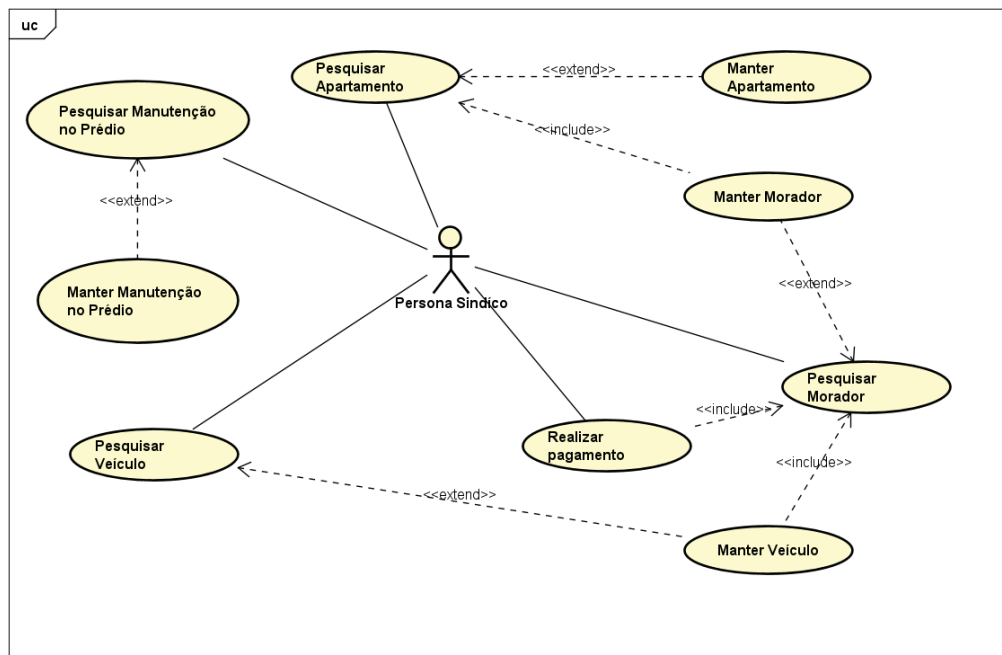 uc
Pesquisar
Apartamento
<<extend>>
Manter
Apartamento
Pesquisar Manutenção
no Prédio
<<include>>
<<extend>>
Manter Morador
Manter Manutenção
no Prédio
Persona Sindico
<<extend>>
Pesquisar
Morador
<<include>>
Pesquisar
Veículo
Realizar
pagamento
<<include>>
<<extend>>
Manter Veículo